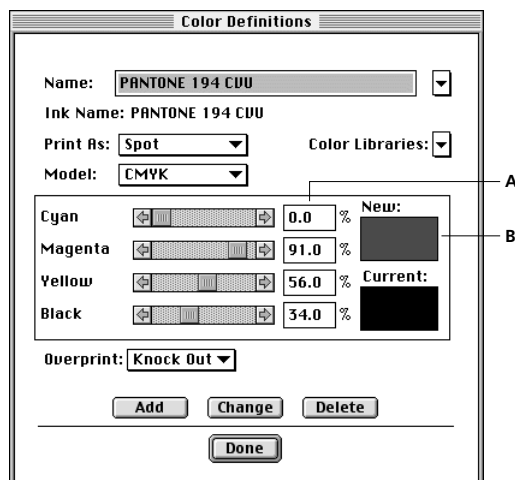 Color Definitions
Name: PANTONE 194 CVU
Ink Name: PANTONE 194 CVU
Print As: Spot Color Libraries:
Model: CMYK
A
Cyan 0.0 % New:
B
Magenta 91.0 %
Yellow 56.0 % Current:
Black 34.0 %
Overprint: Knock Out
Add Change Delete
Done